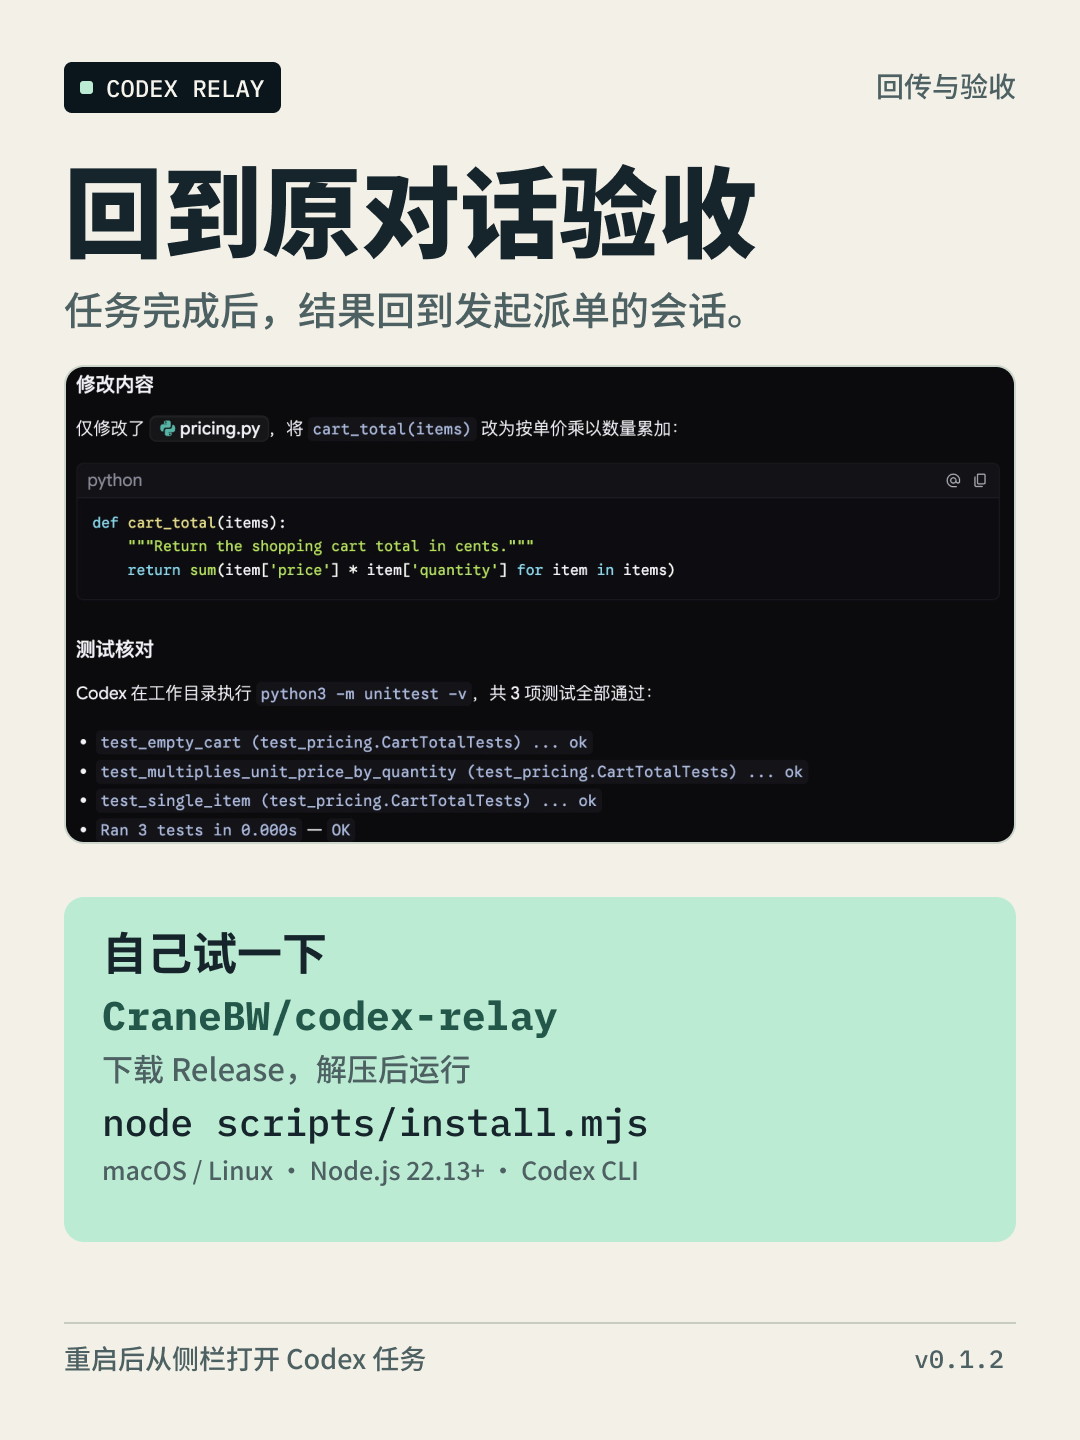 CODEX RELAY
回传与验收
回到原对话验收
任务完成后，结果回到发起派单的会话。
修改内容
仅修改了 pricing.py，将 cart_total(items) 改为按单价乘以数量累加：
python
def cart_total(items):
    """Return the shopping cart total in cents."""
    return sum(item['price'] * item['quantity'] for item in items)
测试核对
Codex 在工作目录执行 python3 -m unittest -v，共 3 项测试全部通过：
• test_empty_cart (test_pricing.CartTotalTests) ... ok
• test_multiplies_unit_price_by_quantity (test_pricing.CartTotalTests) ... ok
• test_single_item (test_pricing.CartTotalTests) ... ok
• Ran 3 tests in 0.000s — OK
自己试一下
CraneBW/codex-relay
下载 Release，解压后运行
node scripts/install.mjs
macOS / Linux • Node.js 22.13+ • Codex CLI
重启后从侧栏打开 Codex 任务
v0.1.2